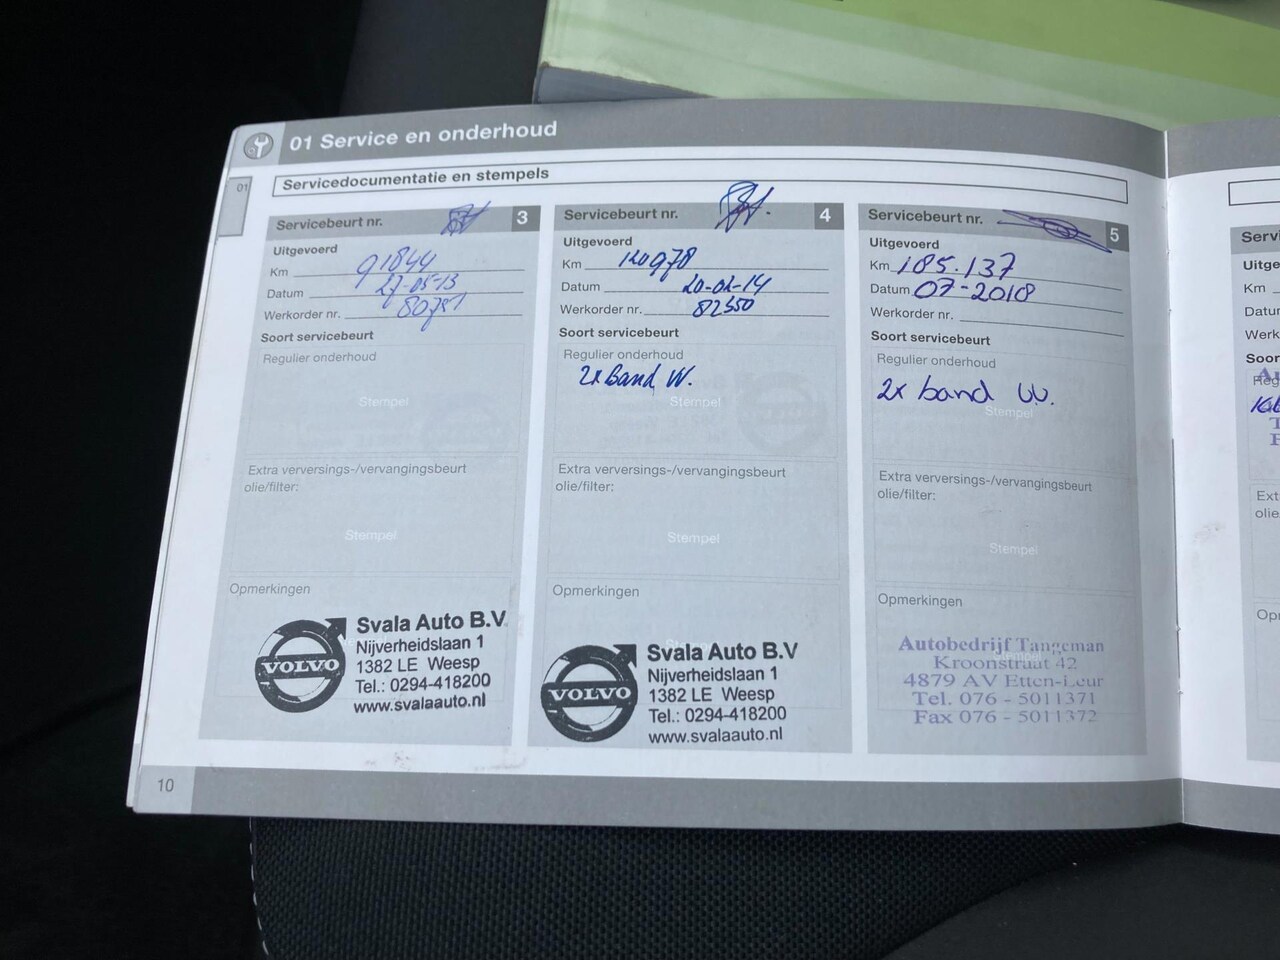 01 Service en onderhoud
01
Servicedocumentatie en stempels
Servicebeurt nr. 3
Uitgevoerd
Km 91844
Datum 27-05-13
Werkorder nr.
Soort servicebeurt
Regulier onderhoud
Stempel
Extra verversings-/vervangingsbeurt
olie/filter:
Stempel
Opmerkingen
VOLVO
Svala Auto B.V.
Nijverheidslaan 1
1382 LE Weesp
Tel.: 0294-418200
www.svalaauto.nl
Servicebeurt nr. 4
Uitgevoerd
Km 120978
Datum 20-02-14
Werkorder nr. 82350
Soort servicebeurt
Regulier onderhoud
2x Band W.
Stempel
Extra verversings-/vervangingsbeurt
olie/filter:
Stempel
Opmerkingen
VOLVO
Svala Auto B.V
Nijverheidslaan 1
1382 LE Weesp
Tel.: 0294-418200
www.svalaauto.nl
Servicebeurt nr. 5
Uitgevoerd
Km 185.137
Datum 07-2018
Werkorder nr.
Soort servicebeurt
Regulier onderhoud
2x band W.
Stempel
Extra verversings-/vervangingsbeurt
olie/filter:
Stempel
Opmerkingen
Autobedrijf Tangeman
Kroonstraat 42
4879 AV Etten-Leur
Tel. 076 - 5011371
Fax 076 - 5011372
Km
10